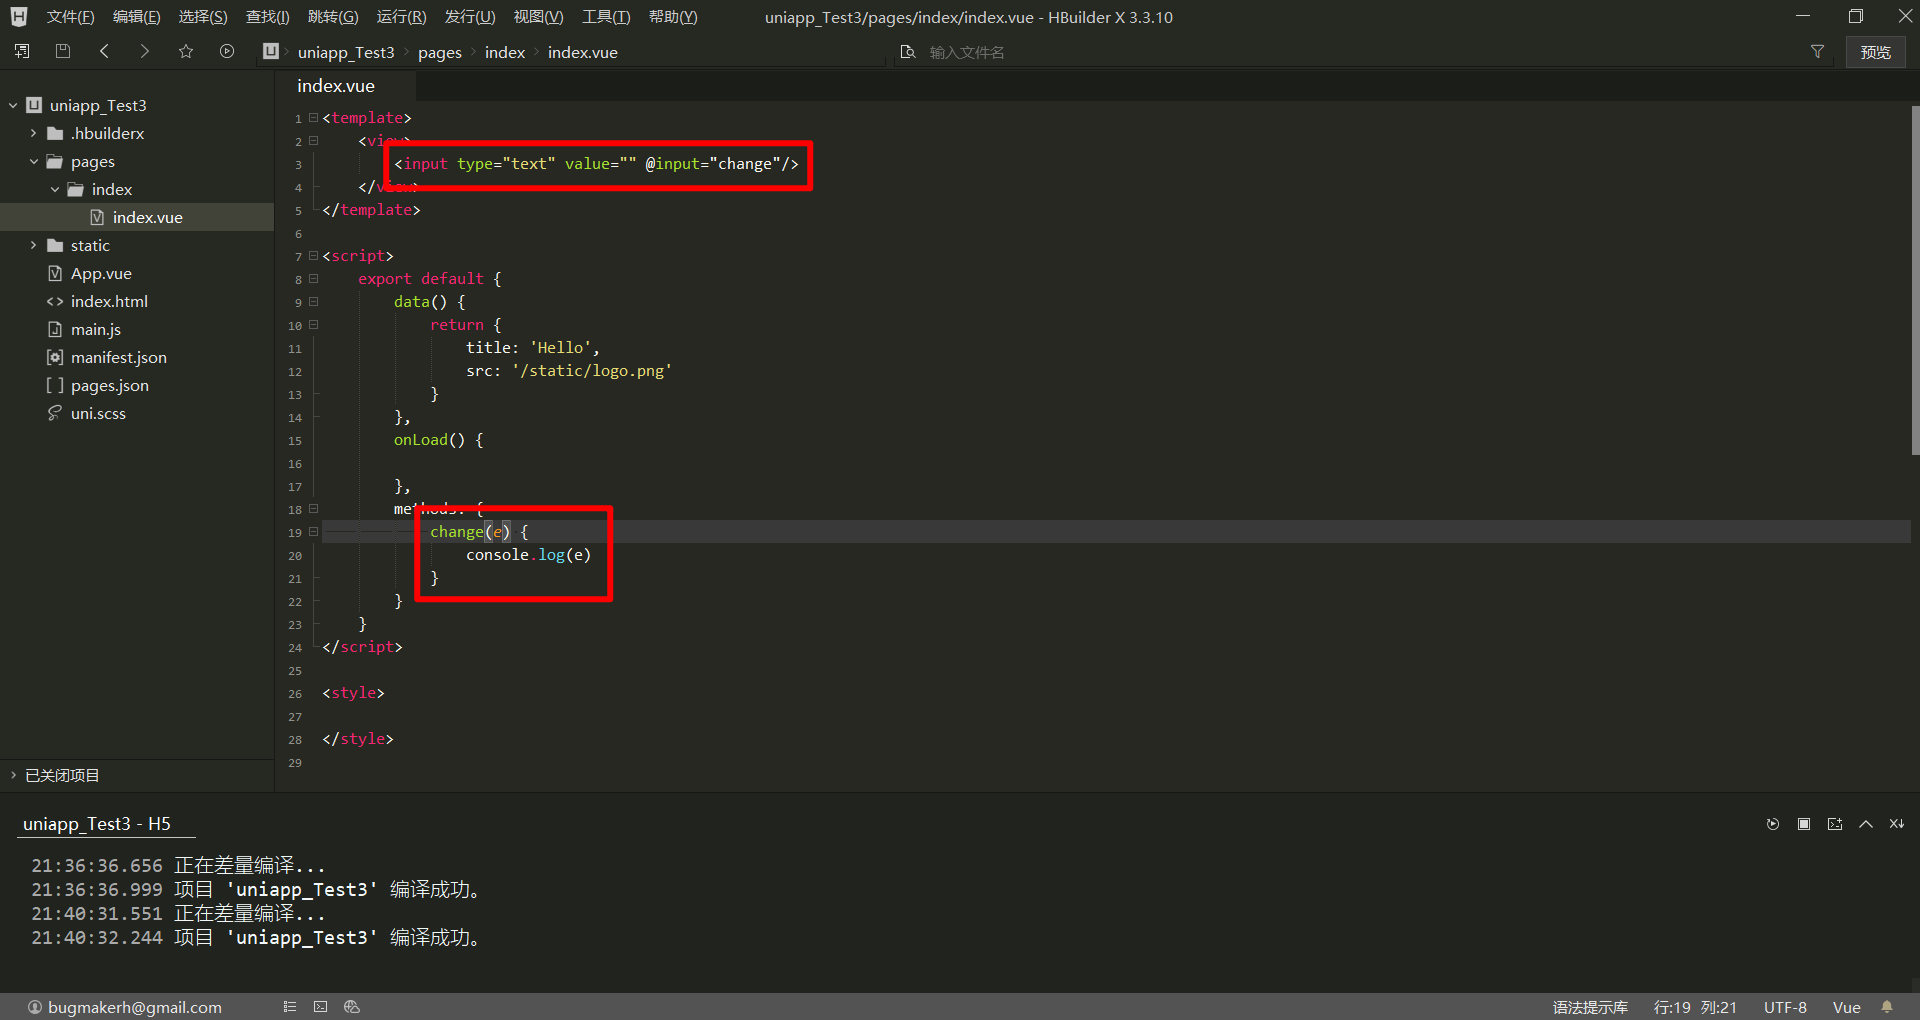 文件(F) 编辑(E) 选择(S) 查找(I) 跳转(G) 运行(R) 发行(U) 视图(V) 工具(T) 帮助(Y)
uniapp_Test3/pages/index/index.vue - HBuilder X 3.3.10
uniapp_Test3 pages index index.vue
输入文件名
预览
uniapp_Test3
.hbuilderx
pages
index
index.vue
static
App.vue
index.html
main.js
manifest.json
pages.json
uni.scss
已关闭项目
index.vue
1 <template>
2 <view>
3 <input type="text" value="" @input="change"/>
4 </view>
5 </template>
6
7 <script>
8 export default {
9 data() {
10 return {
11 title: 'Hello',
12 src: '/static/logo.png'
13 }
14 },
15 onLoad() {
16
17 },
18 methods: {
19 change(e) {
20 console.log(e)
21 }
22 }
23 }
24 </script>
25
26 <style>
27
28 </style>
29
uniapp_Test3 - H5
21:36:36.656 正在差量编译...
21:36:36.999 项目 'uniapp_Test3' 编译成功。
21:40:31.551 正在差量编译...
21:40:32.244 项目 'uniapp_Test3' 编译成功。
bugmakerh@gmail.com
语法提示库 行:19 列:21 UTF-8 Vue